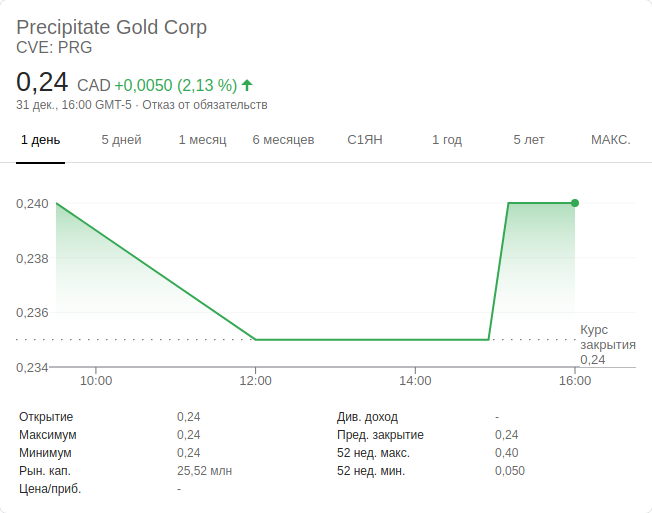 Precipitate Gold Corp
CVE: PRG
0,24 CAD +0,0050 (2,13 %)
31 дек., 16:00 GMT-5 · Отказ от обязательств
1 день 5 дней 1 месяц 6 месяцев С1ЯН 1 год 5 лет МАКС.
0,240
0,238
0,236
0,234
Курс
закрытия
0,24
10:00 12:00 14:00 16:00
Открытие 0,24 Див. доход -
Максимум 0,24 Пред. закрытие 0,24
Минимум 0,24 52 нед. макс. 0,40
Рын. кап. 25,52 млн 52 нед. мин. 0,050
Цена/приб. -